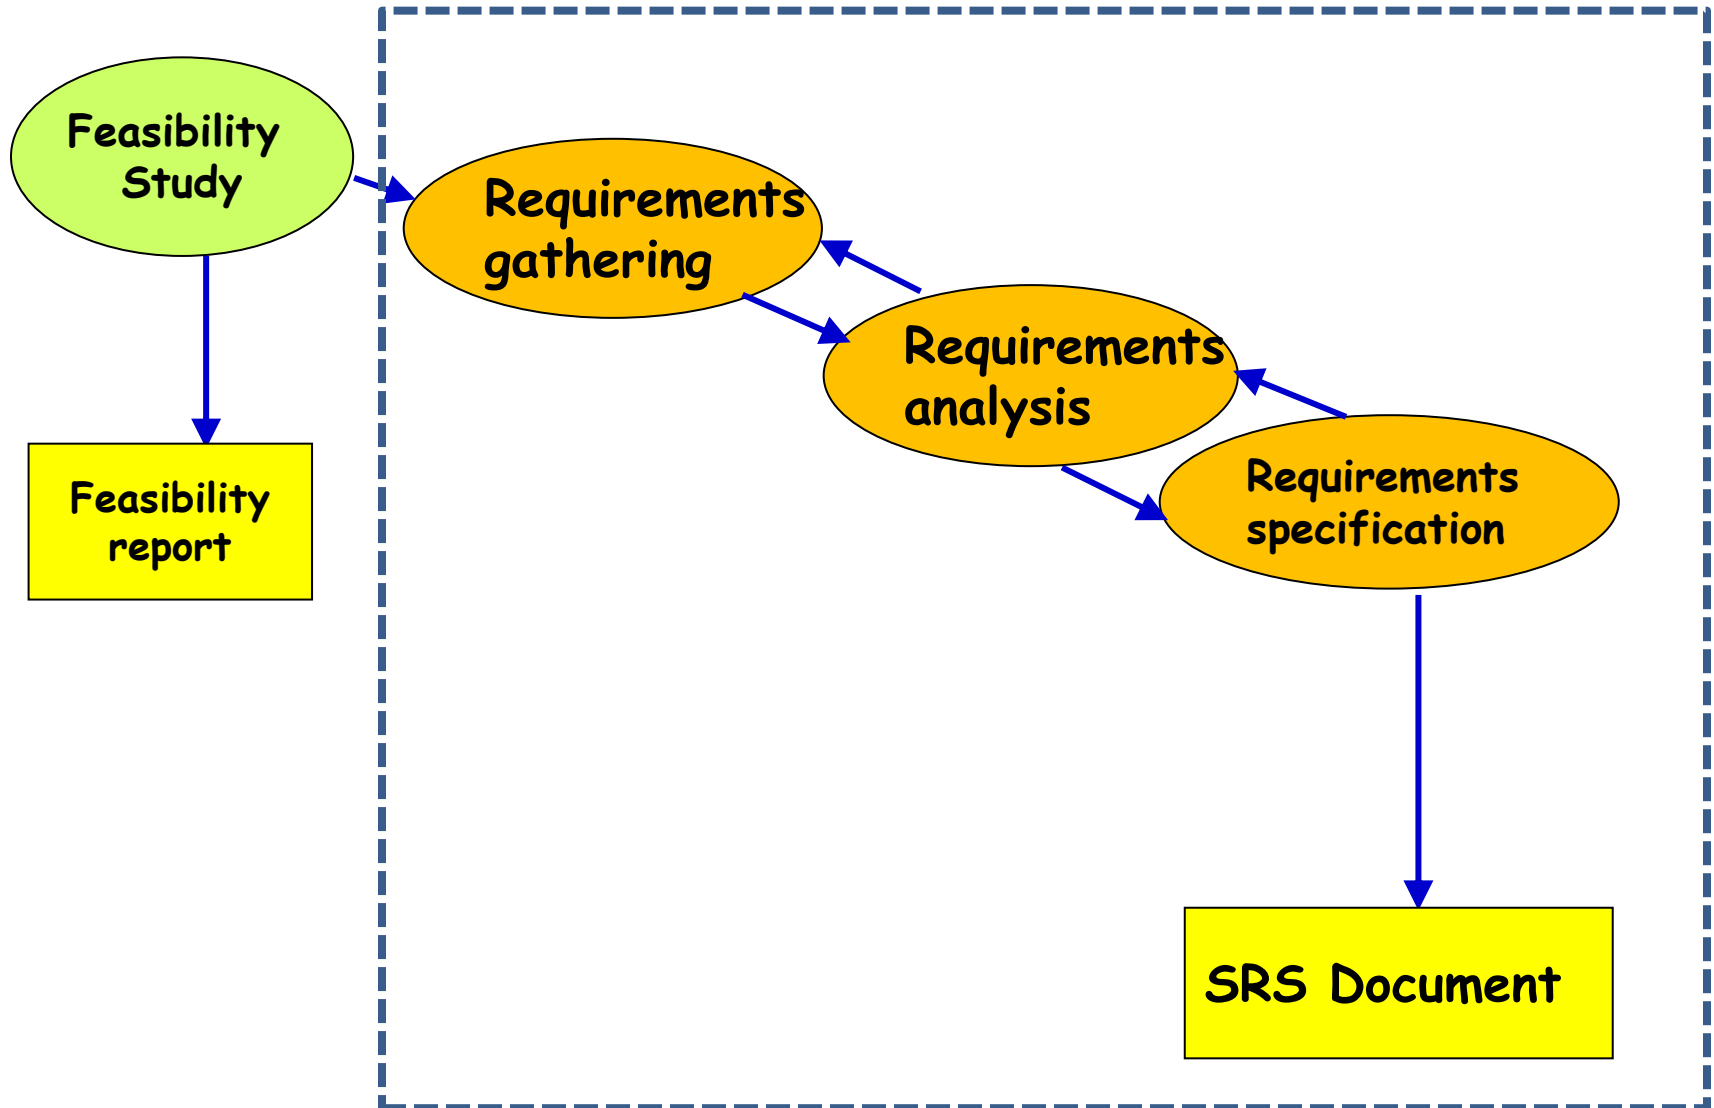 Feasibility
Study
Requirements
gathering
Requirements
analysis
Requirements
specification
Feasibility
report
SRS Document